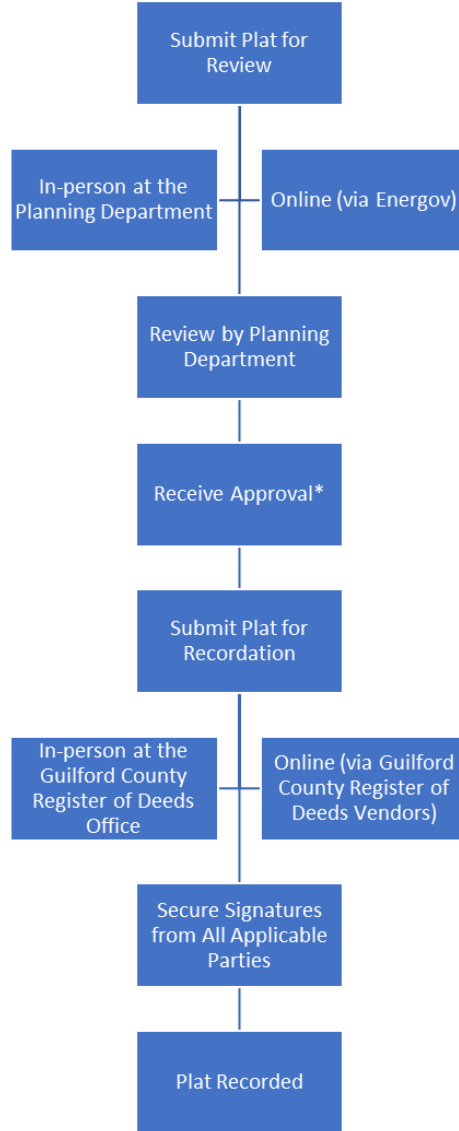 Submit Plat for
Review
In-person at the
Planning Department
Online (via Energov)
Review by Planning
Department
Receive Approval*
Submit Plat for
Recordation
In-person at the
Guilford County
Register of Deeds
Office
Online (via Guilford
County Register of
Deeds Vendors)
Secure Signatures
from All Applicable
Parties
Plat Recorded